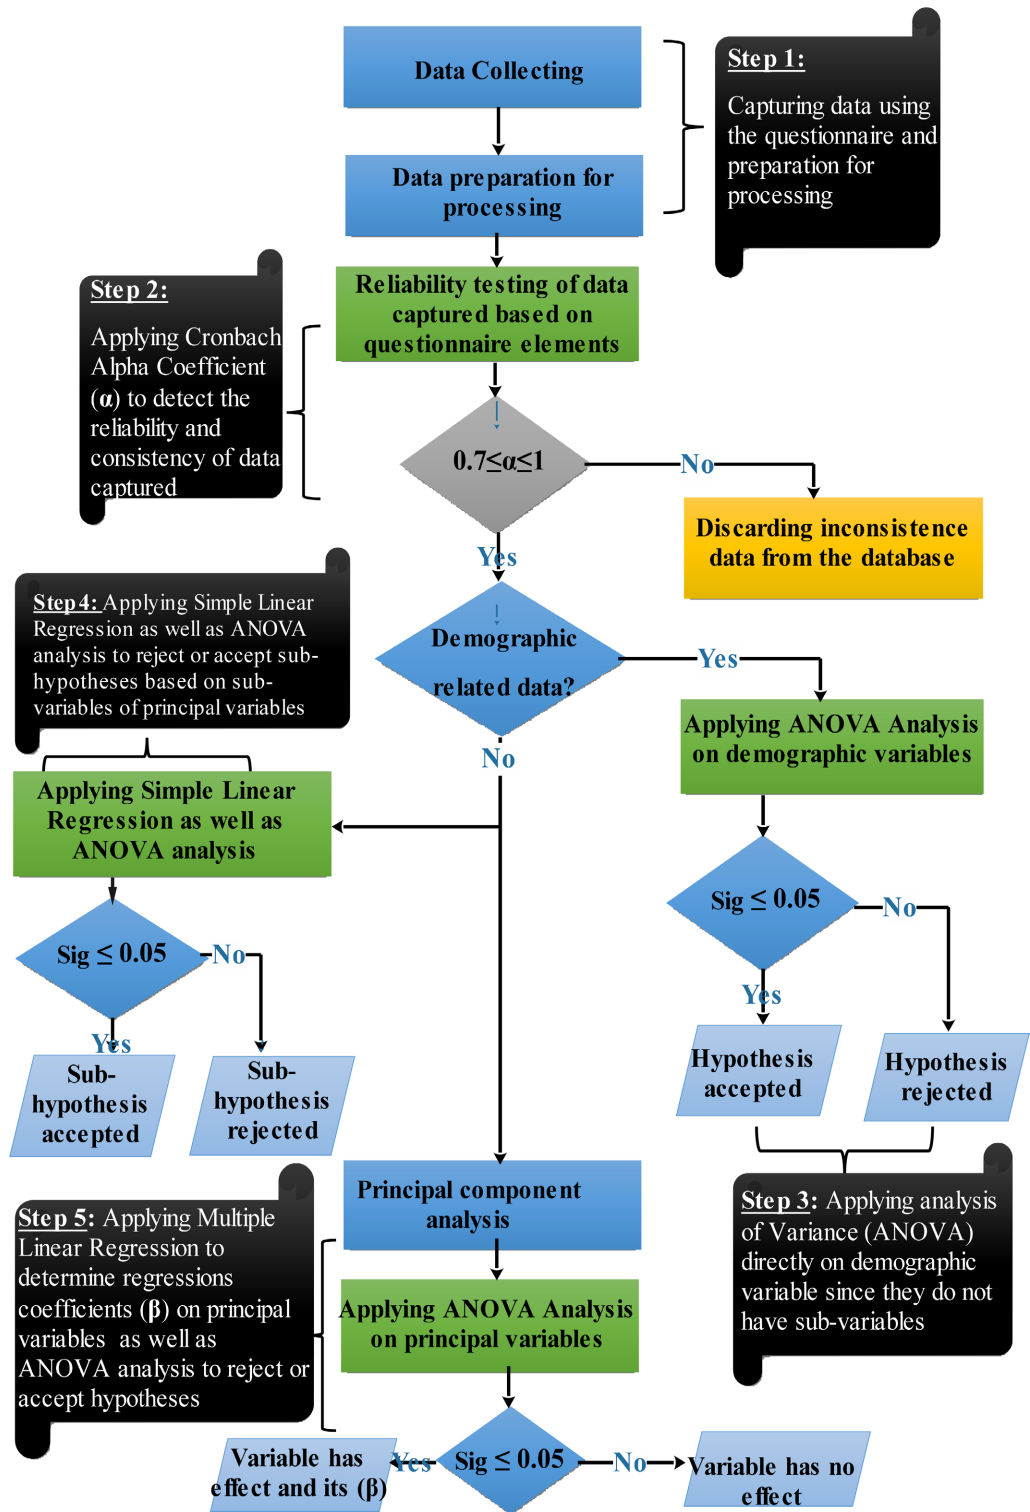 Data Collecting
Step 1:
Capturing data using
the questionnaire and
preparation for
processing
Data preparation for
processing
Reliability testing of data
captured based on
questionnaire elements
Step 2:
Applying Cronbach
Alpha Coefficient
(α) to detect the
reliability and
consistency of data
captured
0.7≤α≤1
No
Discarding inconsistence
data from the database
Yes
Step 4: Applying Simple Linear
Regression as well as ANOVA
analysis to reject or accept sub-
hypotheses based on sub-
variables of principal variables
Demographic
related data?
Yes
Applying ANOVA Analysis
on demographic variables
No
Applying Simple Linear
Regression as well as
ANOVA analysis
Sig ≤ 0.05
No
Yes
Hypothesis
accepted
Hypothesis
rejected
Sig ≤ 0.05
No
Yes
Sub-
hypothesis
accepted
Sub-
hypothesis
rejected
Step 3: Applying analysis
of Variance (ANOVA)
directly on demographic
variable since they do not
have sub-variables
Principal component
analysis
Step 5: Applying Multiple
Linear Regression to
determine regressions
coefficients (β) on principal
variables as well as
ANOVA analysis to reject or
accept hypotheses
Applying ANOVA Analysis
on principal variables
Sig ≤ 0.05
Yes
Variable has
effect and its (β)
No
Variable has no
effect